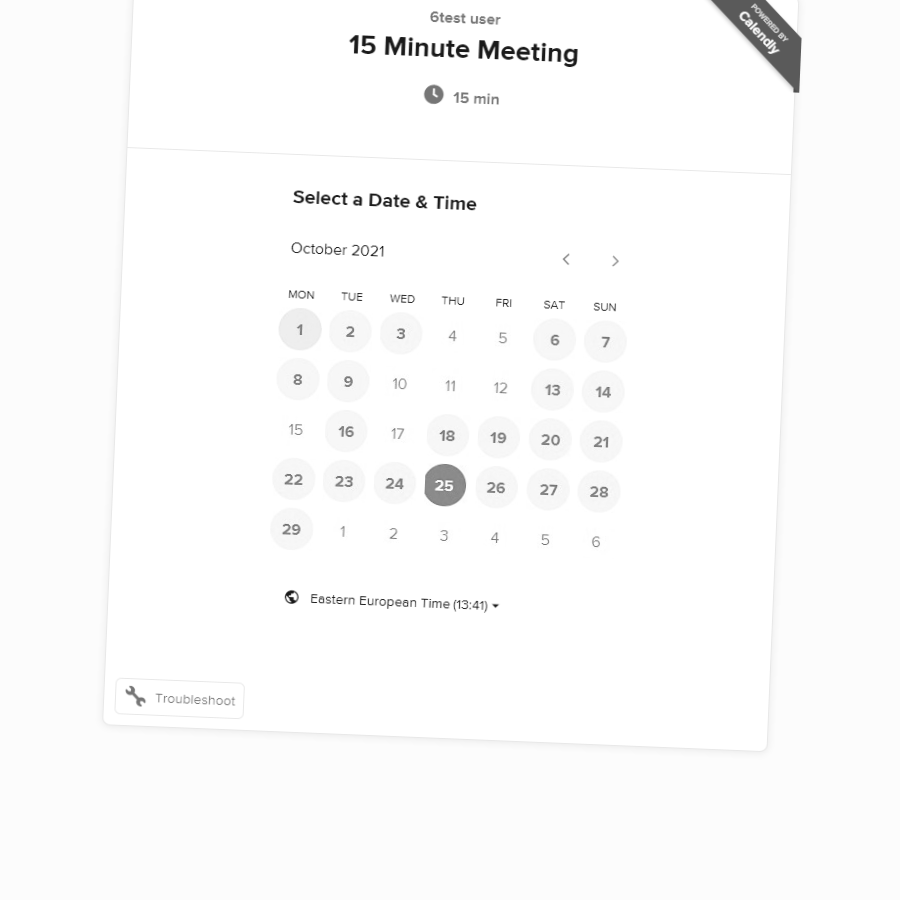 6test user
15 Minute Meeting
15 min
POWERED BY
Calendly
Select a Date & Time
October 2021
MON TUE WED THU FRI SAT SUN
1 2 3 4 5 6 7
8 9 10 11 12 13 14
15 16 17 18 19 20 21
22 23 24 25 26 27 28
29 1 2 3 4 5 6
Eastern European Time (13:41)
Troubleshoot